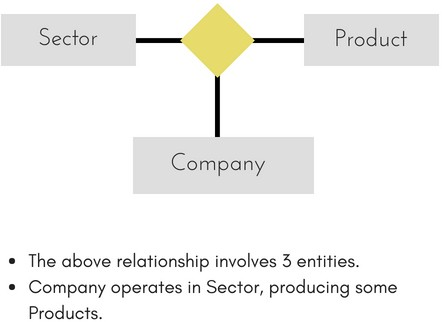 Sector
Product
Company
• The above relationship involves 3 entities.
• Company operates in Sector, producing some
Products.